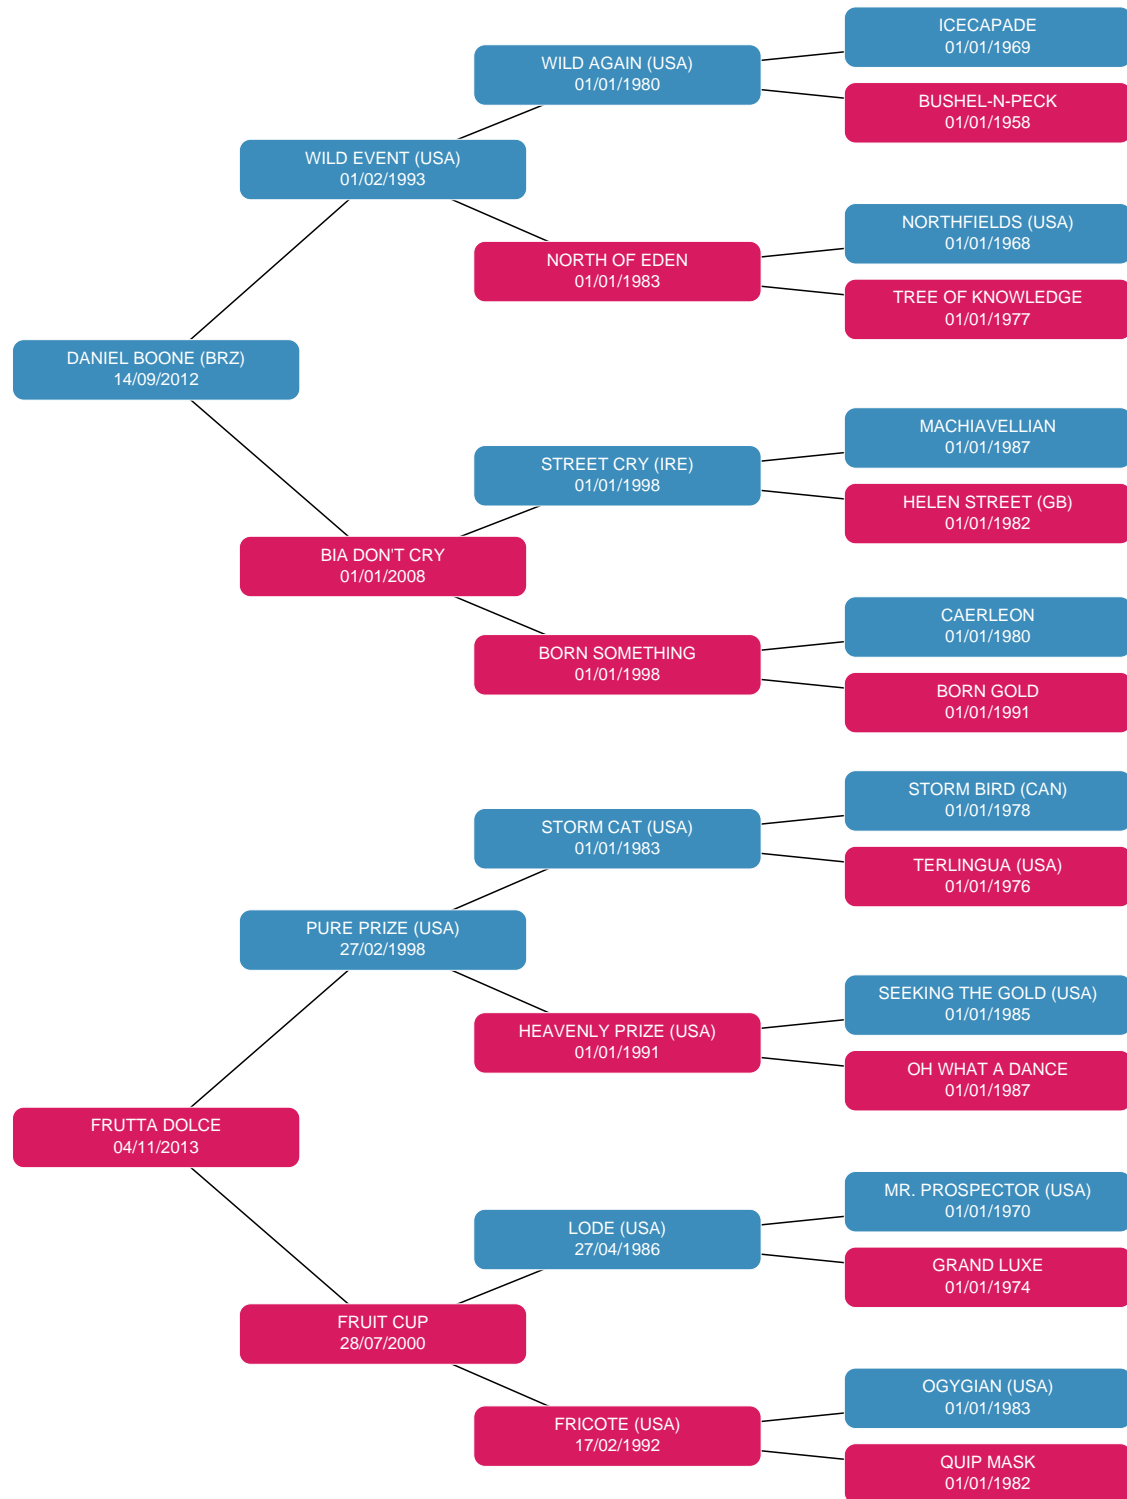 ICECAPADE
01/01/1969
WILD AGAIN (USA)
01/01/1980
BUSHEL-N-PECK
01/01/1958
WILD EVENT (USA)
01/02/1993
NORTHFIELDS (USA)
01/01/1968
NORTH OF EDEN
01/01/1983
TREE OF KNOWLEDGE
01/01/1977
DANIEL BOONE (BRZ)
14/09/2012
MACHIAVELLIAN
01/01/1987
STREET CRY (IRE)
01/01/1998
HELEN STREET (GB)
01/01/1982
BIA DON'T CRY
01/01/2008
CAERLEON
01/01/1980
BORN SOMETHING
01/01/1998
BORN GOLD
01/01/1991
STORM BIRD (CAN)
01/01/1978
STORM CAT (USA)
01/01/1983
TERLINGUA (USA)
01/01/1976
PURE PRIZE (USA)
27/02/1998
SEEKING THE GOLD (USA)
01/01/1985
HEAVENLY PRIZE (USA)
01/01/1991
OH WHAT A DANCE
01/01/1987
FRUTTA DOLCE
04/11/2013
MR. PROSPECTOR (USA)
01/01/1970
LODE (USA)
27/04/1986
GRAND LUXE
01/01/1974
FRUIT CUP
28/07/2000
OGYGIAN (USA)
01/01/1983
FRICOTE (USA)
17/02/1992
QUIP MASK
01/01/1982